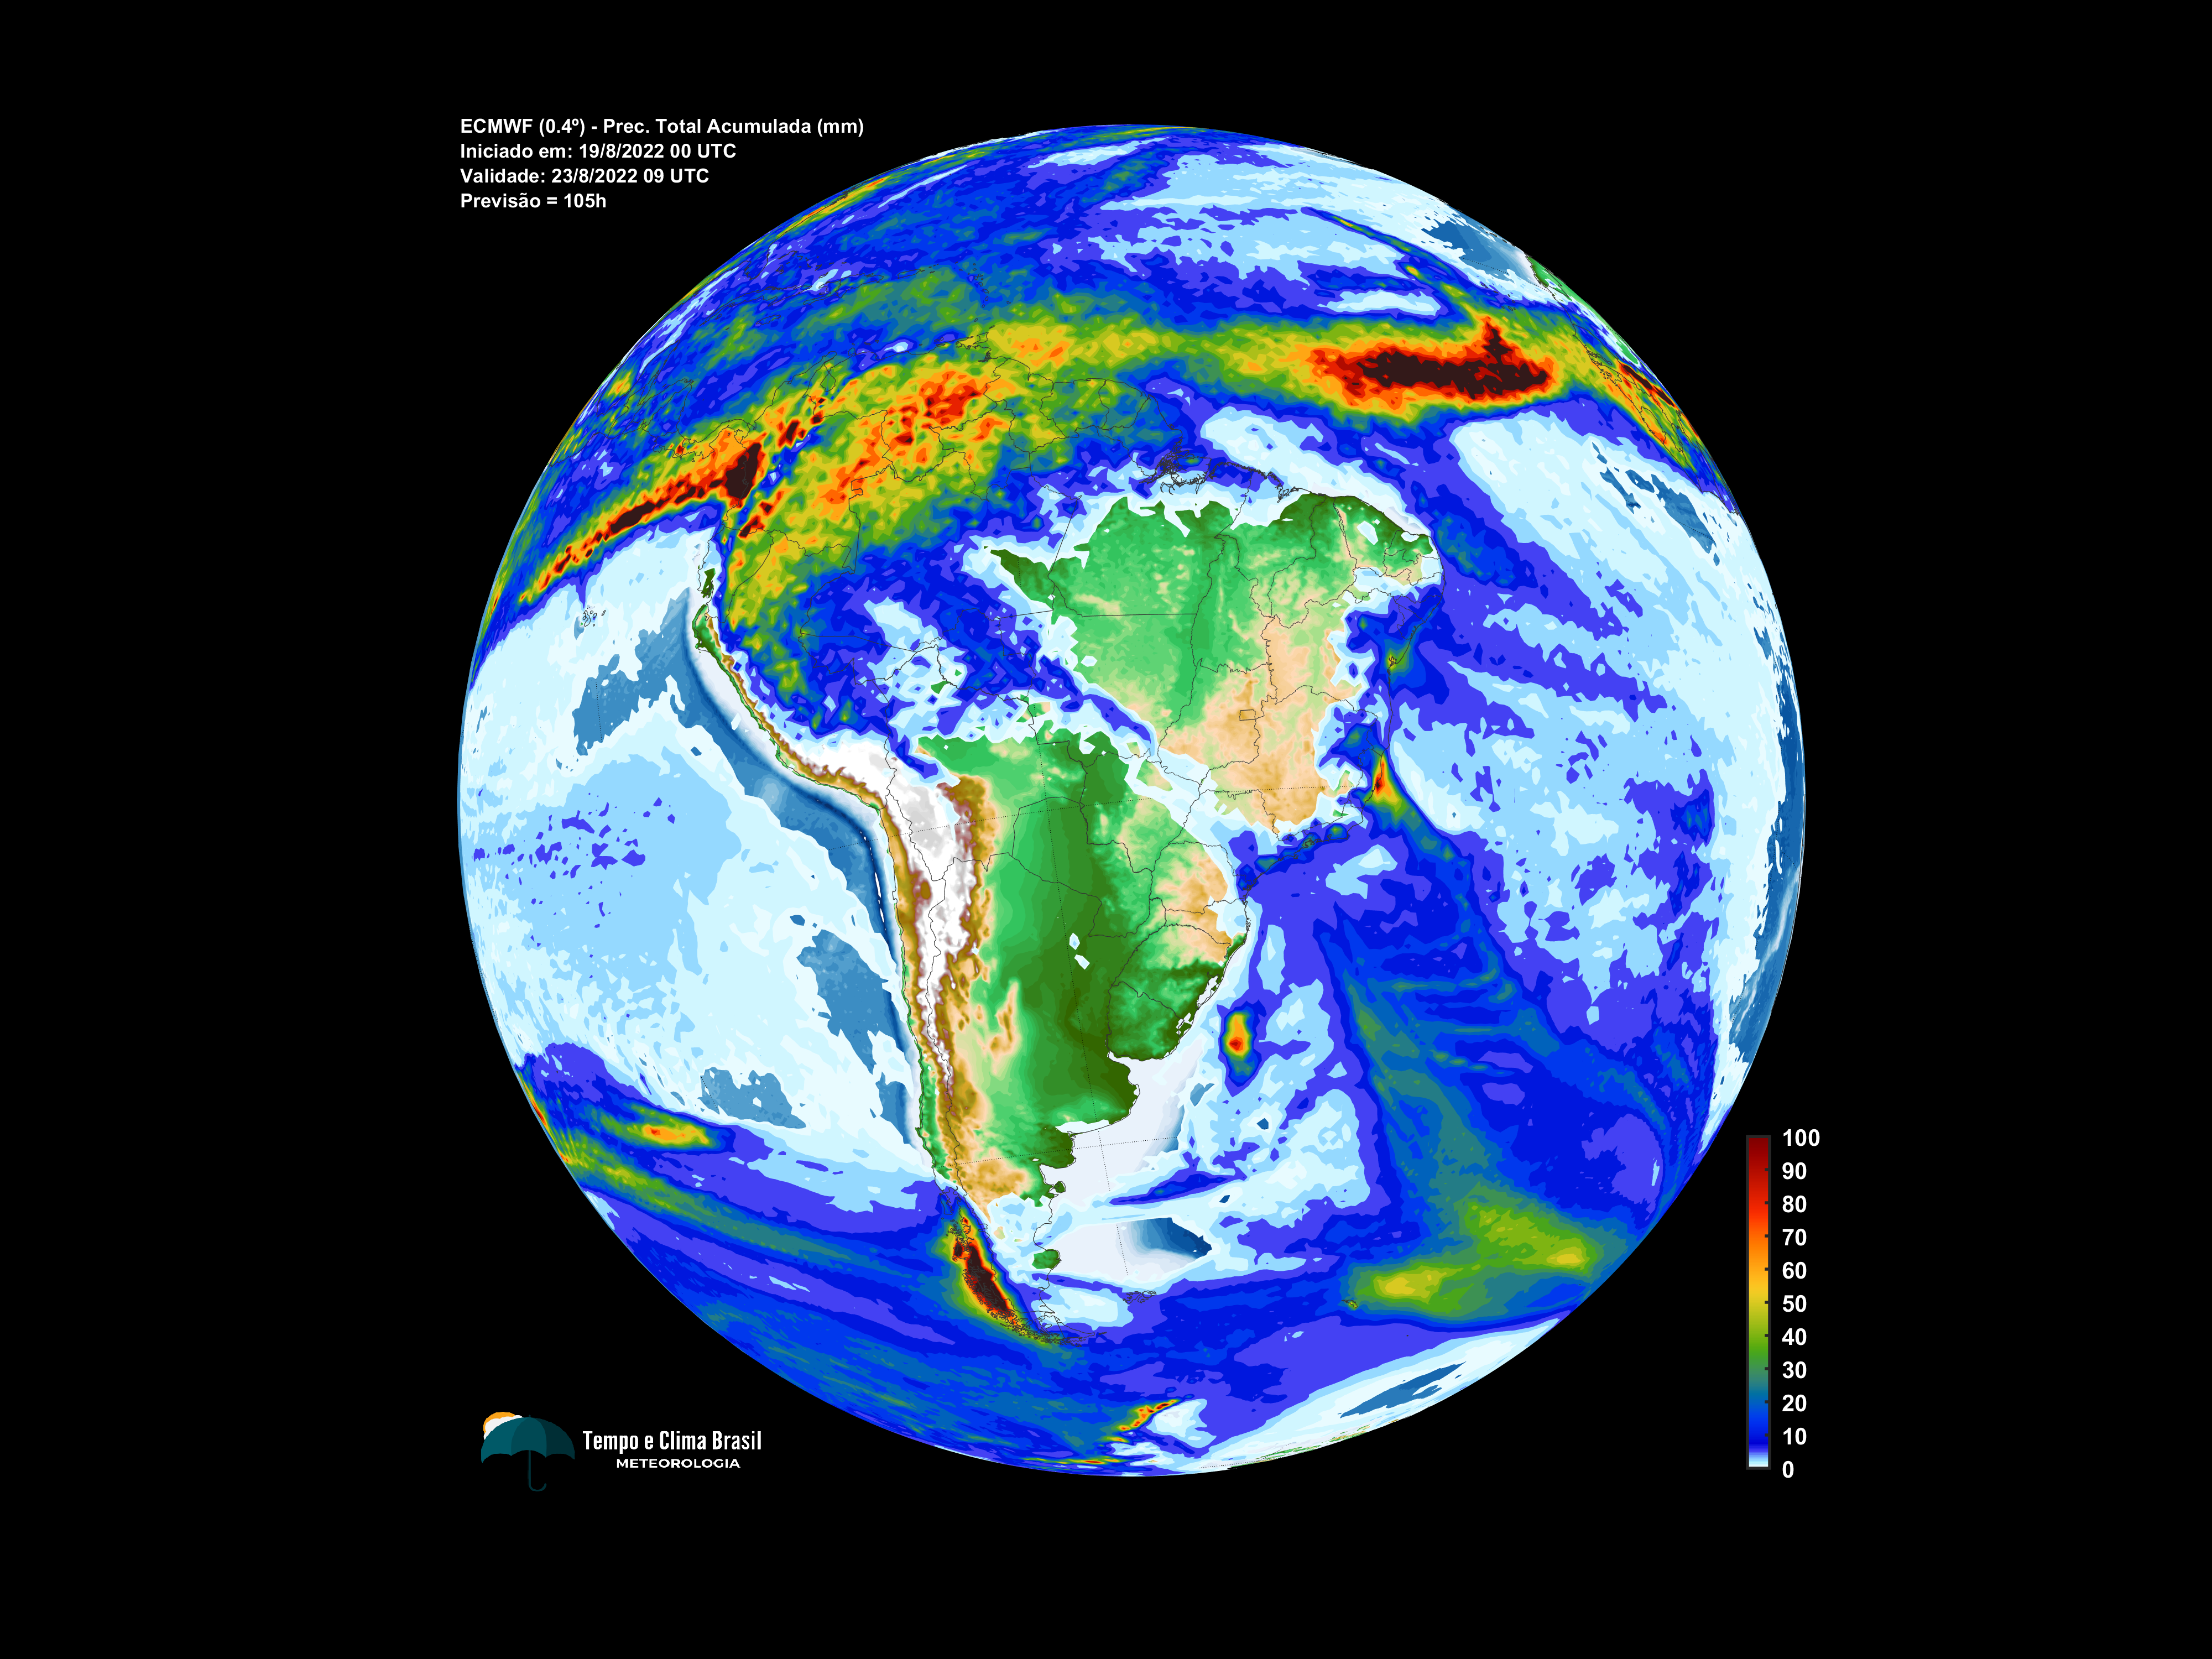 ECMWF (0.4º) - Prec. Total Acumulada (mm)
Iniciado em: 19/8/2022 00 UTC
Validade: 23/8/2022 09 UTC
Previsão = 105h
100
90
80
70
60
50
40
30
20
10
0
Tempo e Clima Brasil
METEOROLOGIA